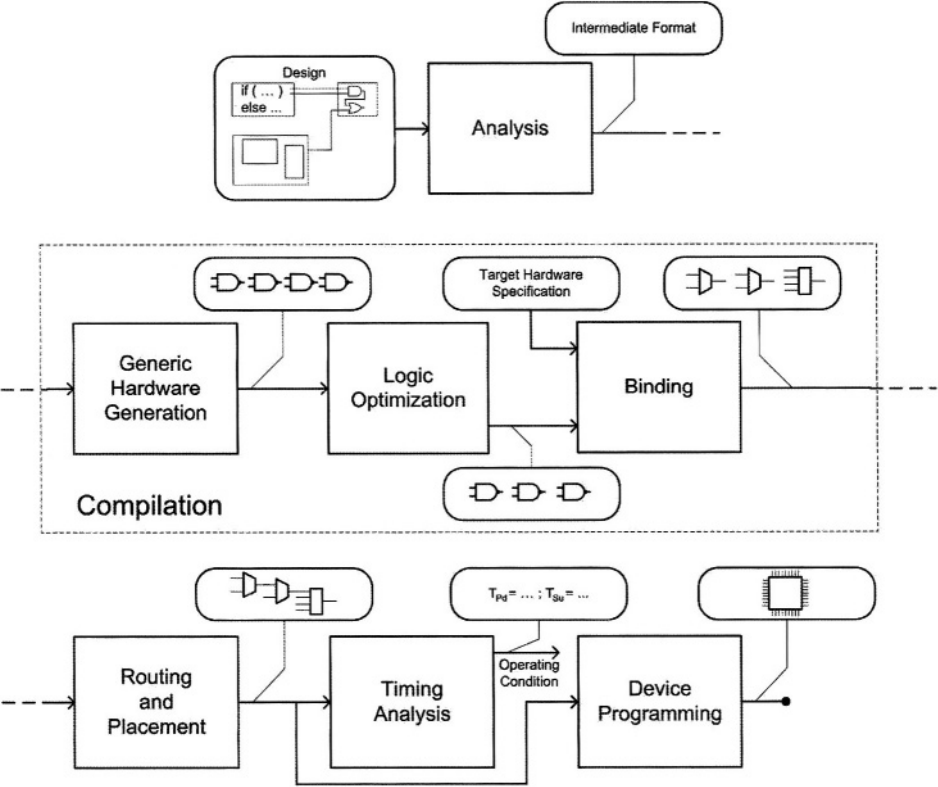 Intermediate Format
Design
if ( ... )
else ...
Analysis
Target Hardware
Specification
Generic
Hardware
Generation
Logic
Optimization
Binding
Compilation
T_Pd = ... ; T_Su = ...
Routing
and
Placement
Timing
Analysis
Operating
Condition
Device
Programming